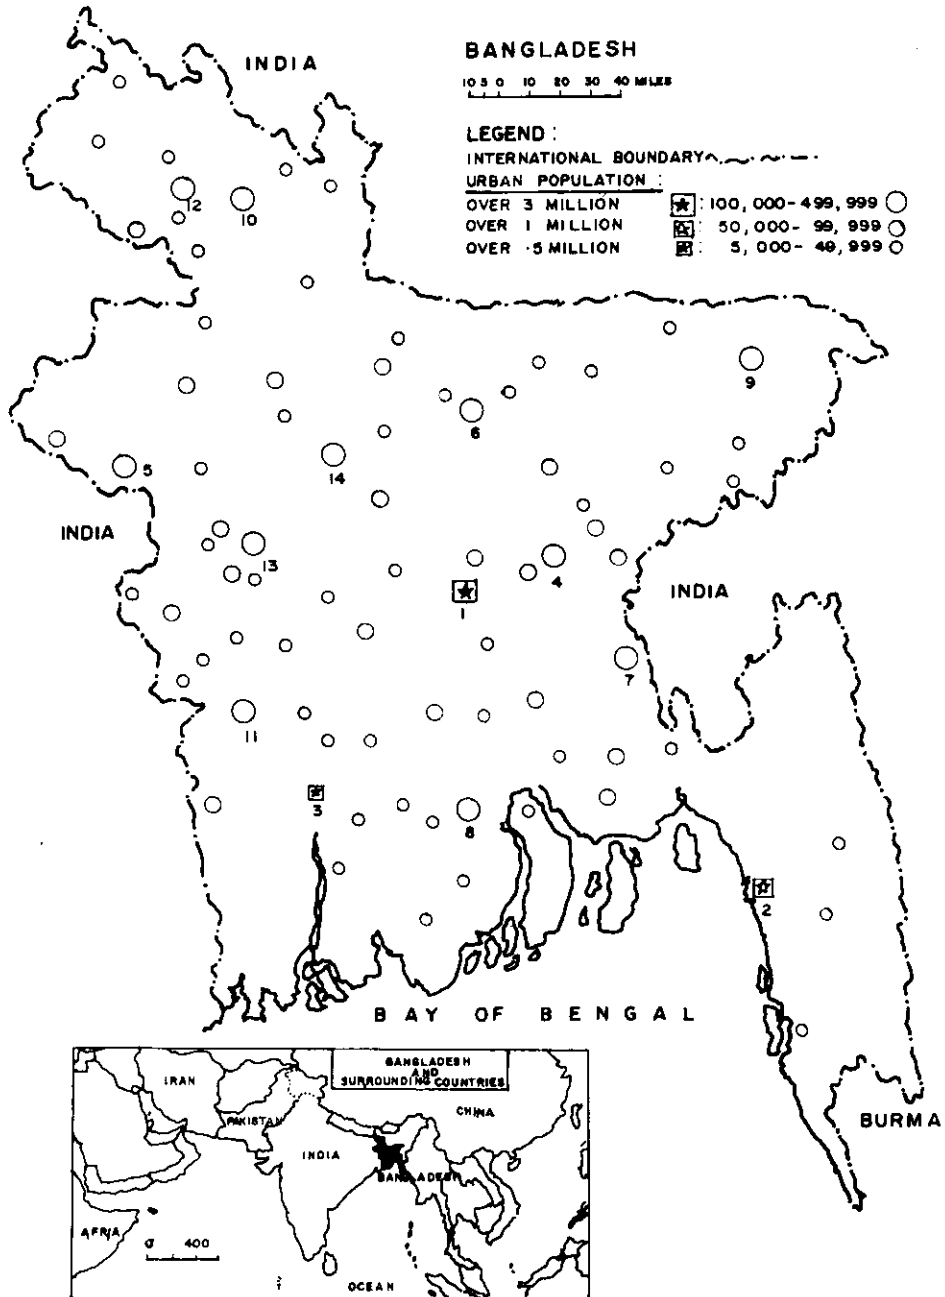 BANGLADESH
10 5 0 10 20 30 40 MILES
LEGEND :
INTERNATIONAL BOUNDARY
URBAN POPULATION :
OVER 3 MILLION : 100,000-499,999
OVER 1 MILLION : 50,000-99,999
OVER ·5 MILLION : 5,000-49,999
INDIA
12
10
9
6
5
14
INDIA
13
4
1
INDIA
7
11
3
8
2
BAY OF BENGAL
BURMA
BANGLADESH
AND
SURROUNDING COUNTRIES
IRAN
PAKISTAN
CHINA
INDIA
BANGLADESH
AFRIA
0 400
OCEAN